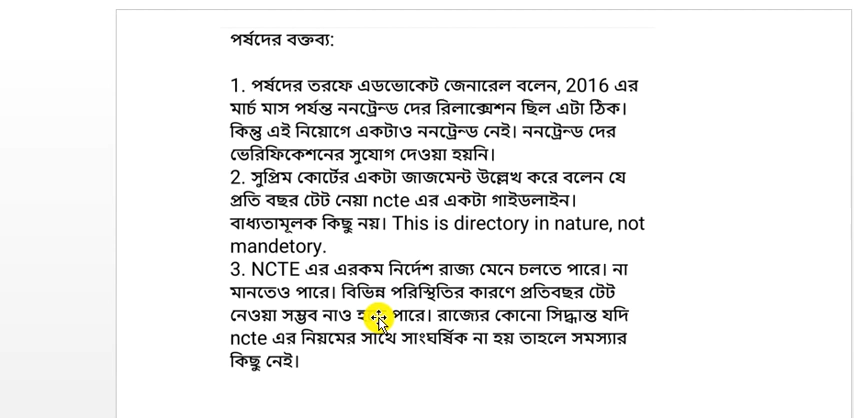 পর্ষদের বক্তব্য:
1. পর্ষদের তরফে এডভোকেট জেনারেল বলেন, 2016 এর
মার্চ মাস পর্যন্ত ননট্রেন্ড দের রিলাক্সেশন ছিল এটা ঠিক।
কিন্তু এই নিয়োগে একটাও ননট্রেন্ড নেই। ননট্রেন্ড দের
ভেরিফিকেশনের সুযোগ দেওয়া হয়নি।
2. সুপ্রিম কোর্টের একটা জাজমেন্ট উল্লেখ করে বলেন যে
প্রতি বছর টেট নেয়া ncte এর একটা গাইডলাইন।
বাধ্যতামূলক কিছু নয়। This is directory in nature, not
mandetory.
3. NCTE এর এরকম নির্দেশ রাজ্য মেনে চলতে পারে। না
মানতেও পারে। বিভিন্ন পরিস্থিতির কারণে প্রতিবছর টেট
নেওয়া সম্ভব নাও পারে। রাজ্যের কোনো সিদ্ধান্ত যদি
ncte এর নিয়মের সাথে সাংঘর্ষিক না হয় তাহলে সমস্যার
কিছু নেই।